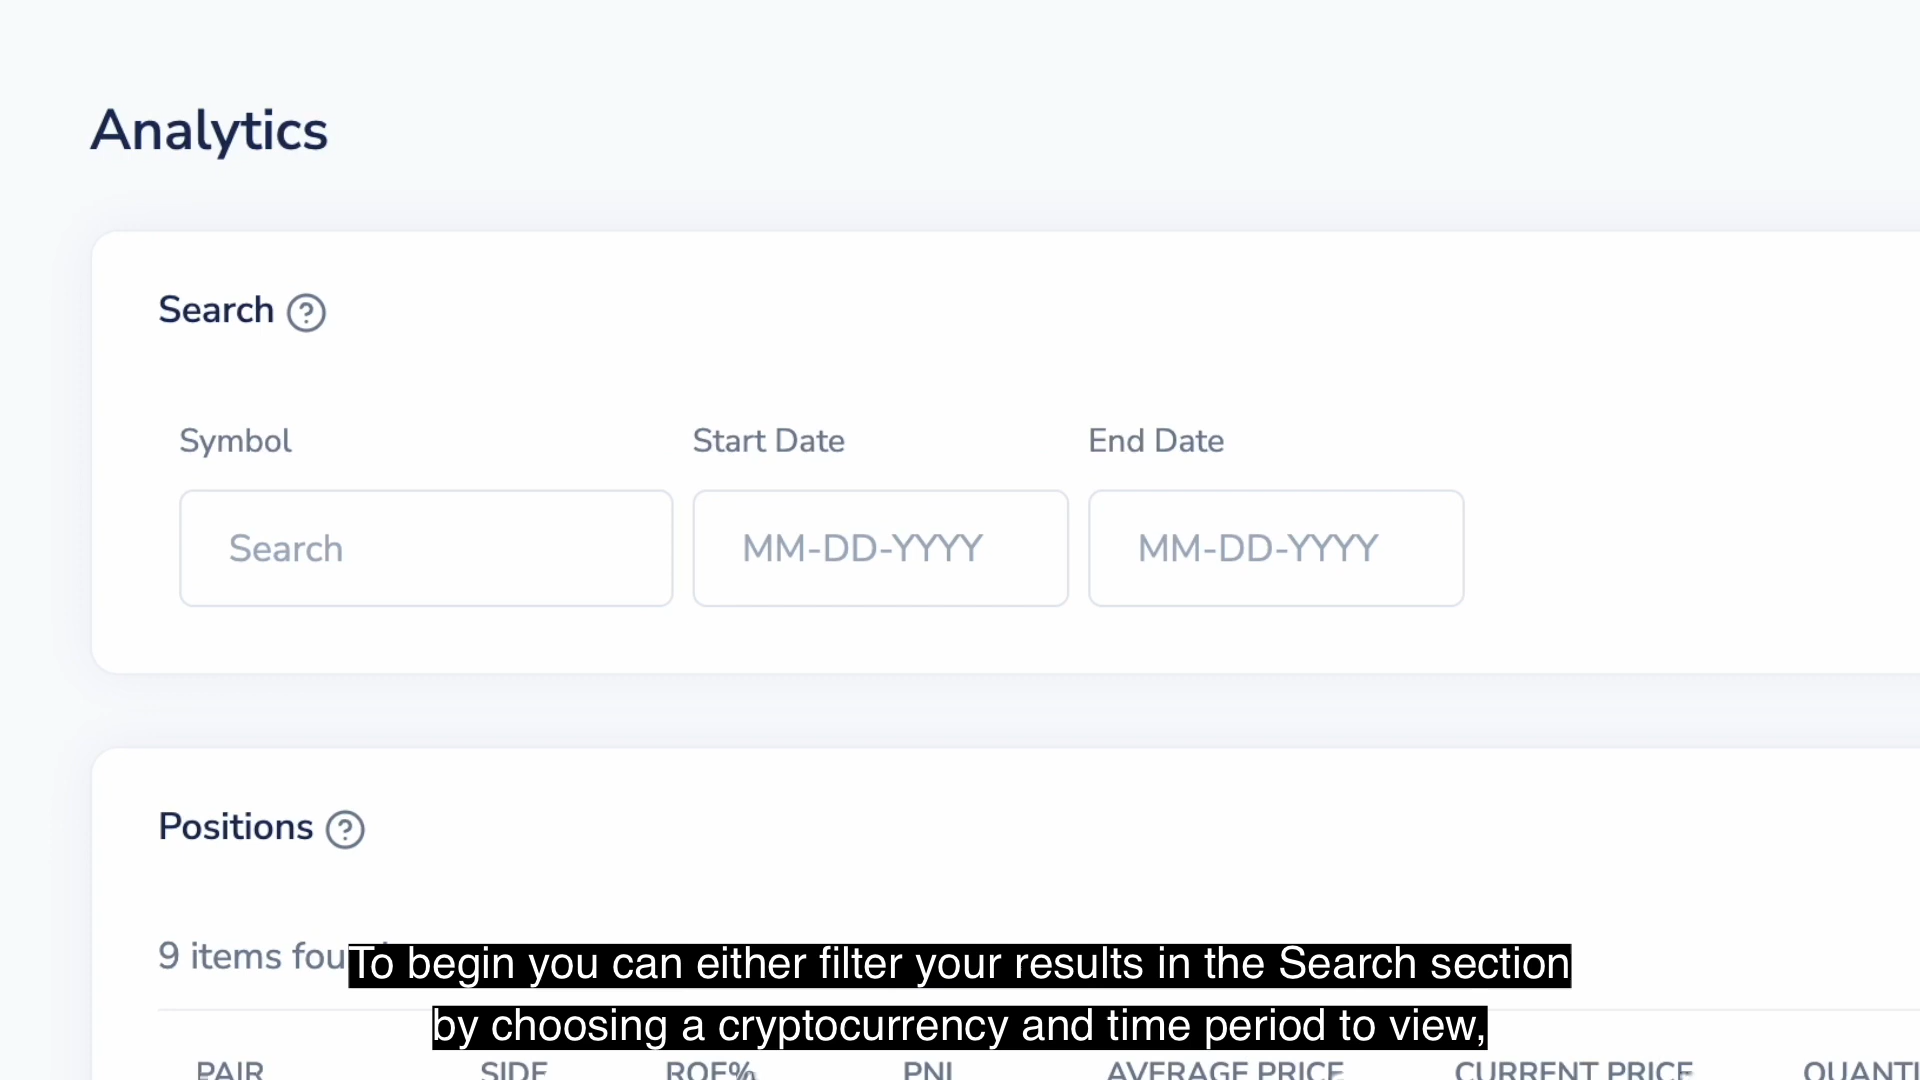 Analytics
Search
Symbol Start Date End Date
Search MM-DD-YYYY MM-DD-YYYY
Positions
9 items fou
To begin you can either filter your results in the Search section
by choosing a cryptocurrency and time period to view,
PAIR SIDE ROE% PNL AVERAGE PRICE CURRENT PRICE QUANTI